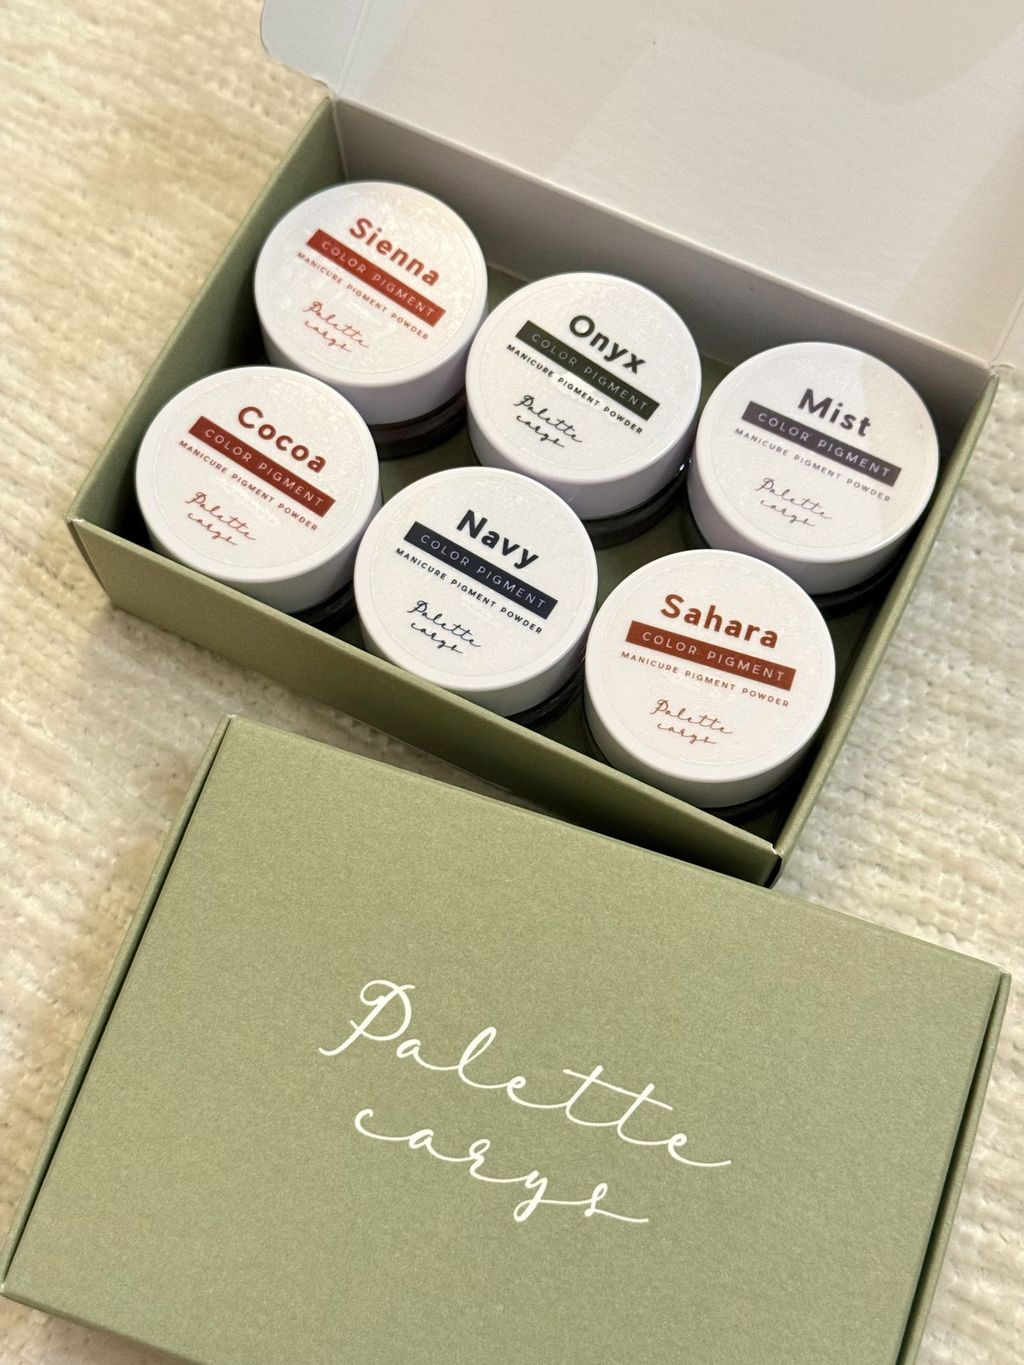 Sienna
COLOR PIGMENT
MANICURE PIGMENT POWDER
Palette
carys
Onyx
COLOR PIGMENT
MANICURE PIGMENT POWDER
Palette
carys
Mist
COLOR PIGMENT
MANICURE PIGMENT POWDER
Palette
carys
Cocoa
COLOR PIGMENT
MANICURE PIGMENT POWDER
Palette
carys
Navy
COLOR PIGMENT
MANICURE PIGMENT POWDER
Palette
carys
Sahara
COLOR PIGMENT
MANICURE PIGMENT POWDER
Palette
carys
Palette
carys